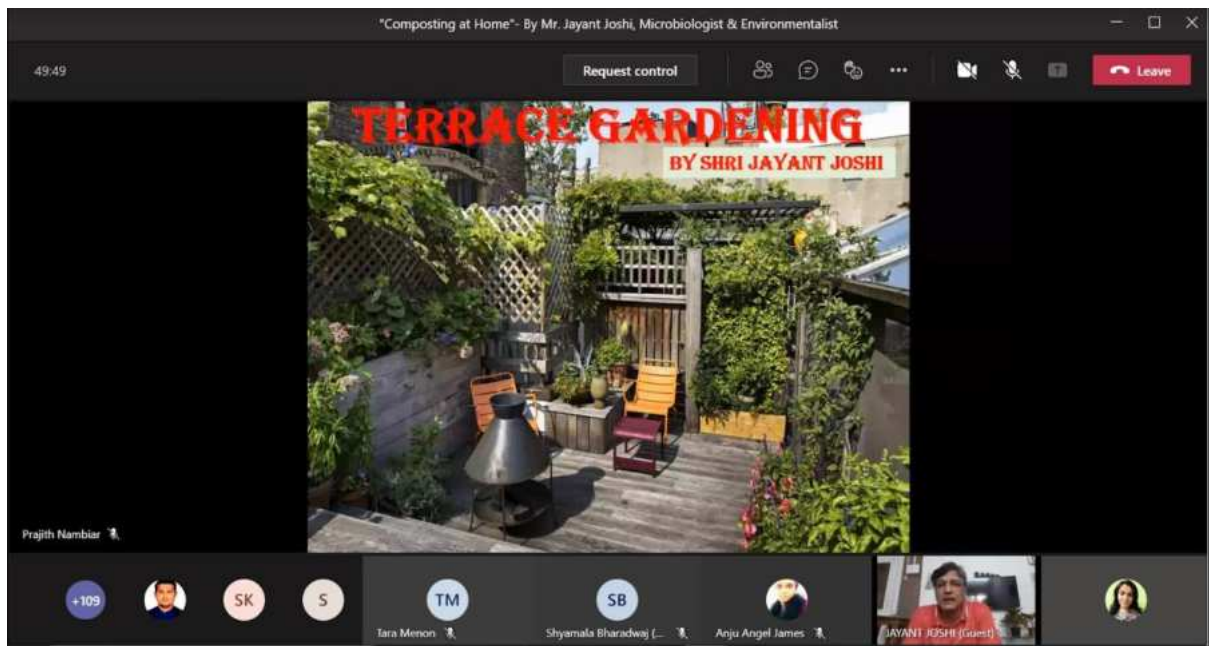 "Composting at Home"- By Mr. Jayant Joshi, Microbiologist & Environmentalist
49:49
Request control
Leave
TERRACE GARDENING
BY SHRI JAYANT JOSHI
Prajith Nambiar
+109
SK
S
TM
SB
Tara Menon
Shyamala Bharadwaj (...
Anju Angel James
JAYANT JOSHI (Guest)